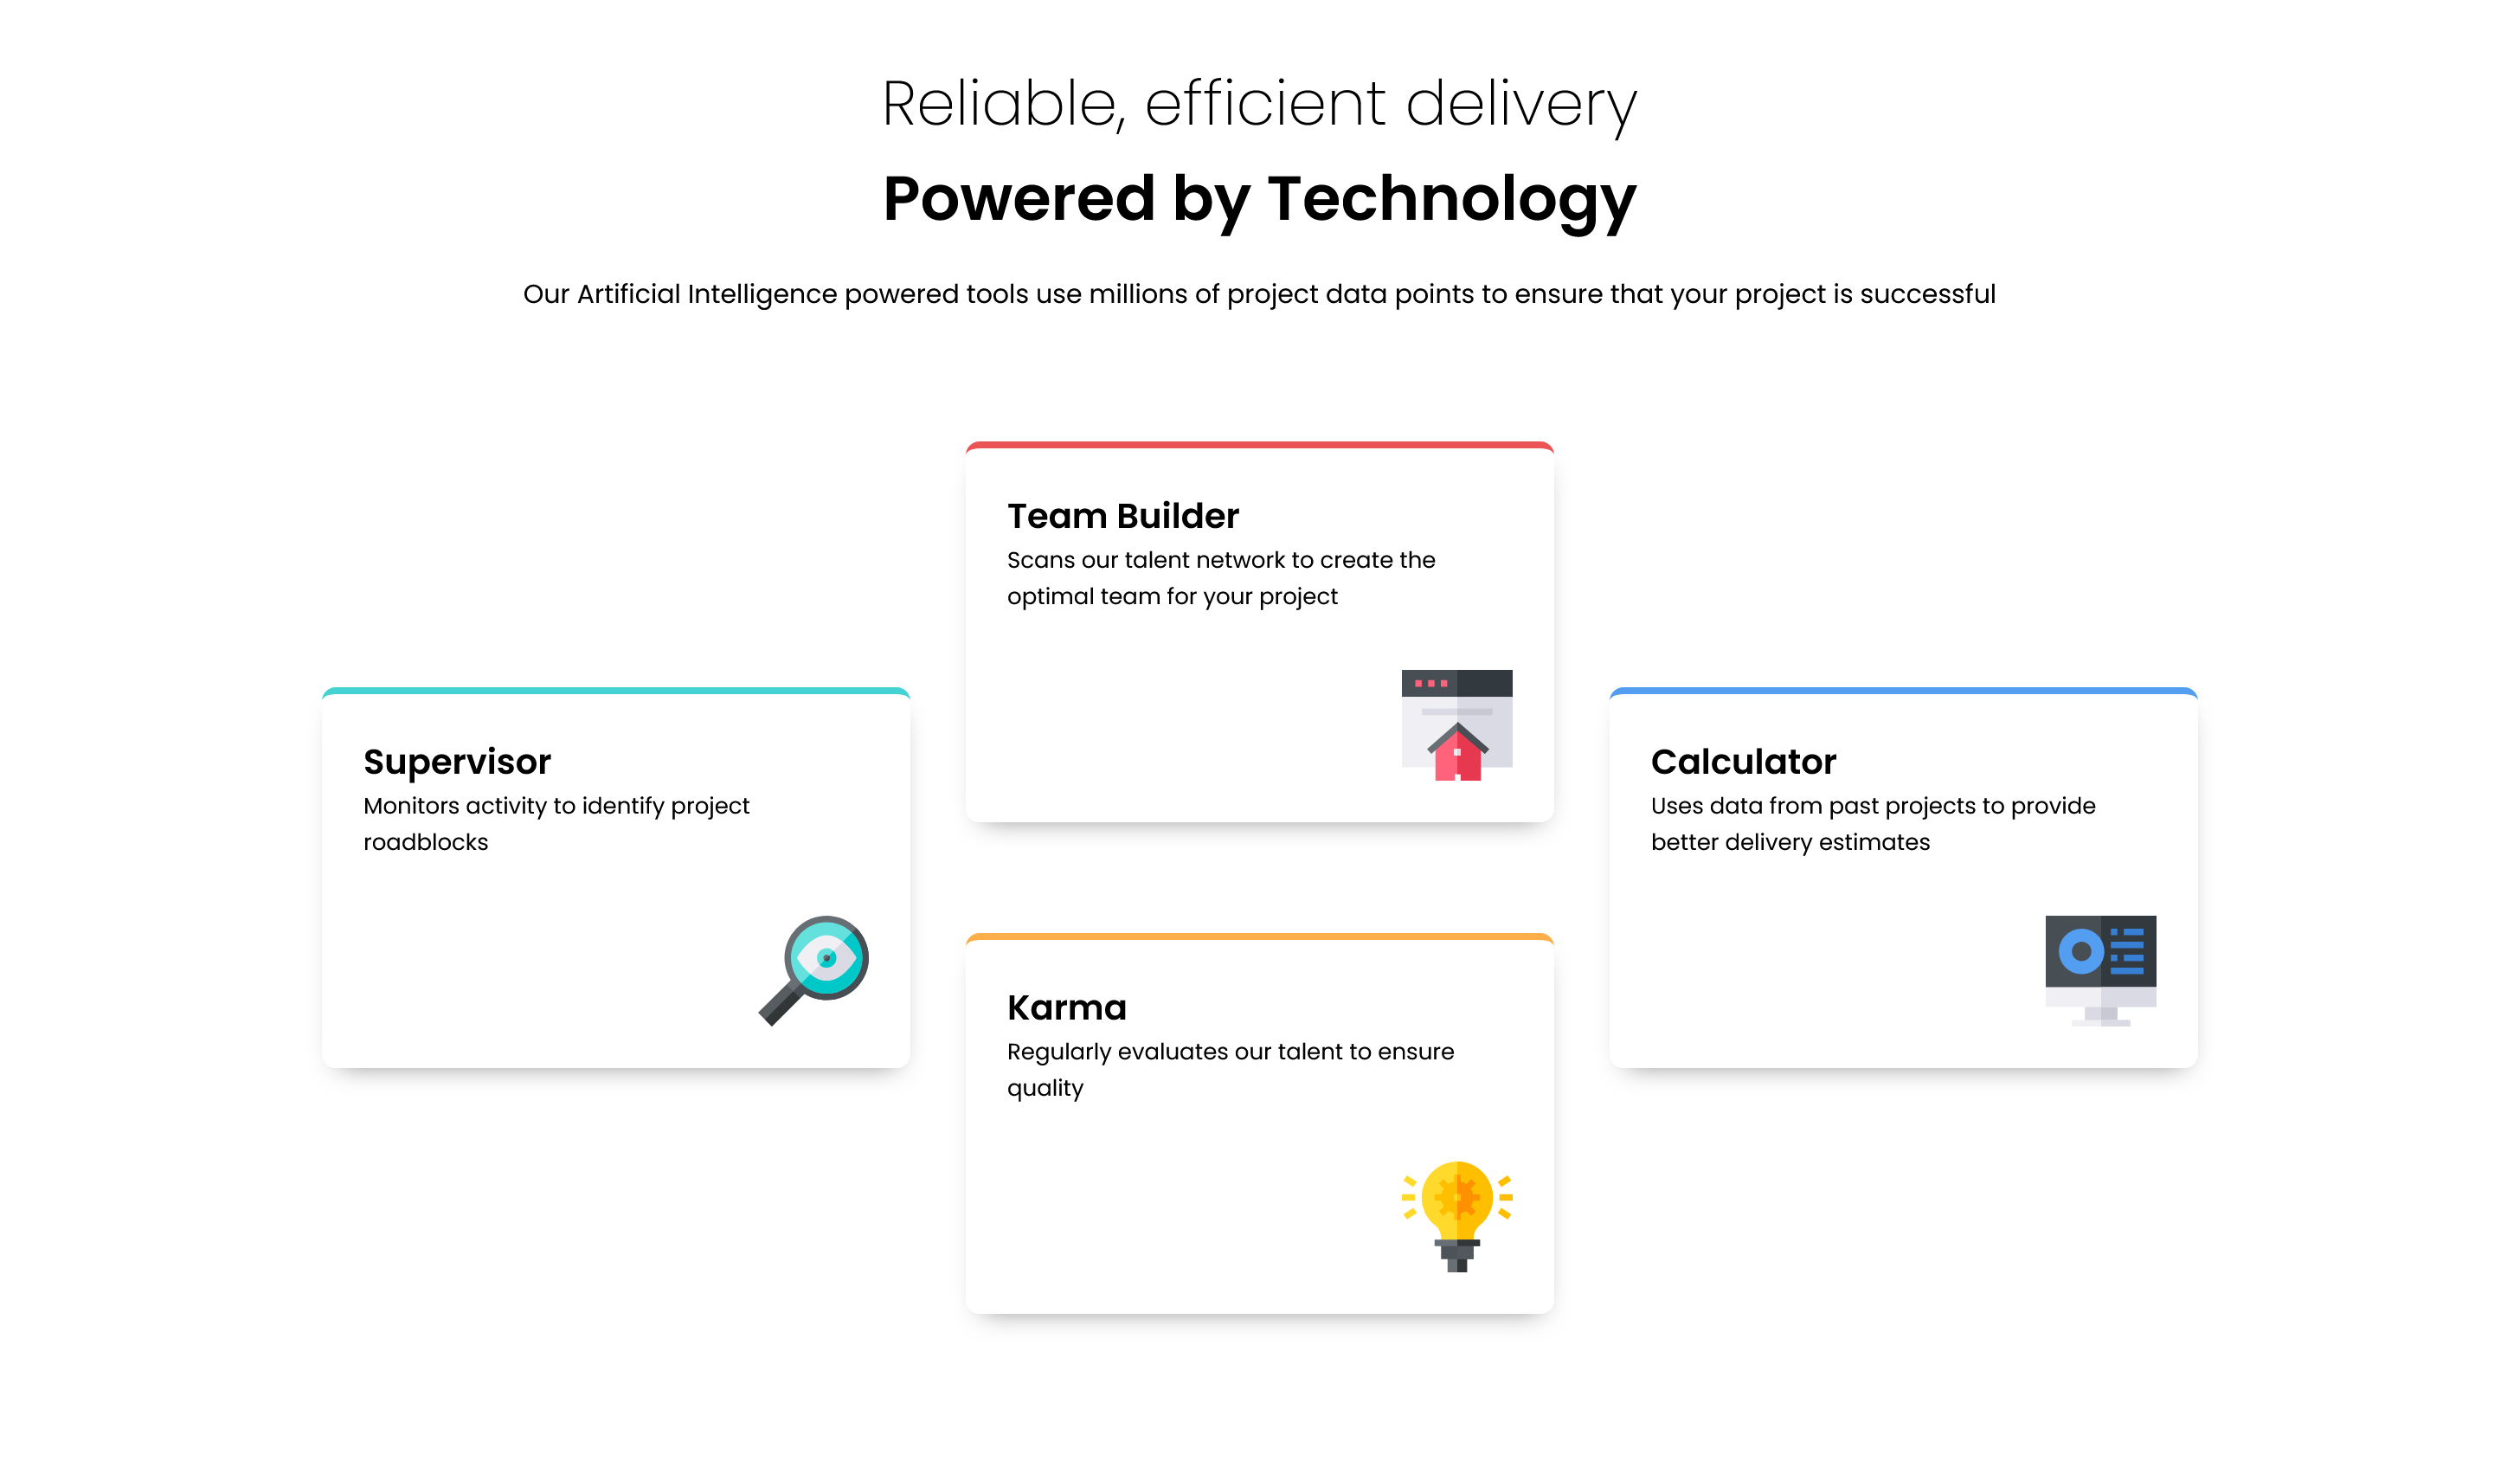 Reliable, efficient delivery
Powered by Technology
Our Artificial Intelligence powered tools use millions of project data points to ensure that your project is successful
Team Builder
Scans our talent network to create the
optimal team for your project
Supervisor
Monitors activity to identify project
roadblocks
Calculator
Uses data from past projects to provide
better delivery estimates
Karma
Regularly evaluates our talent to ensure
quality